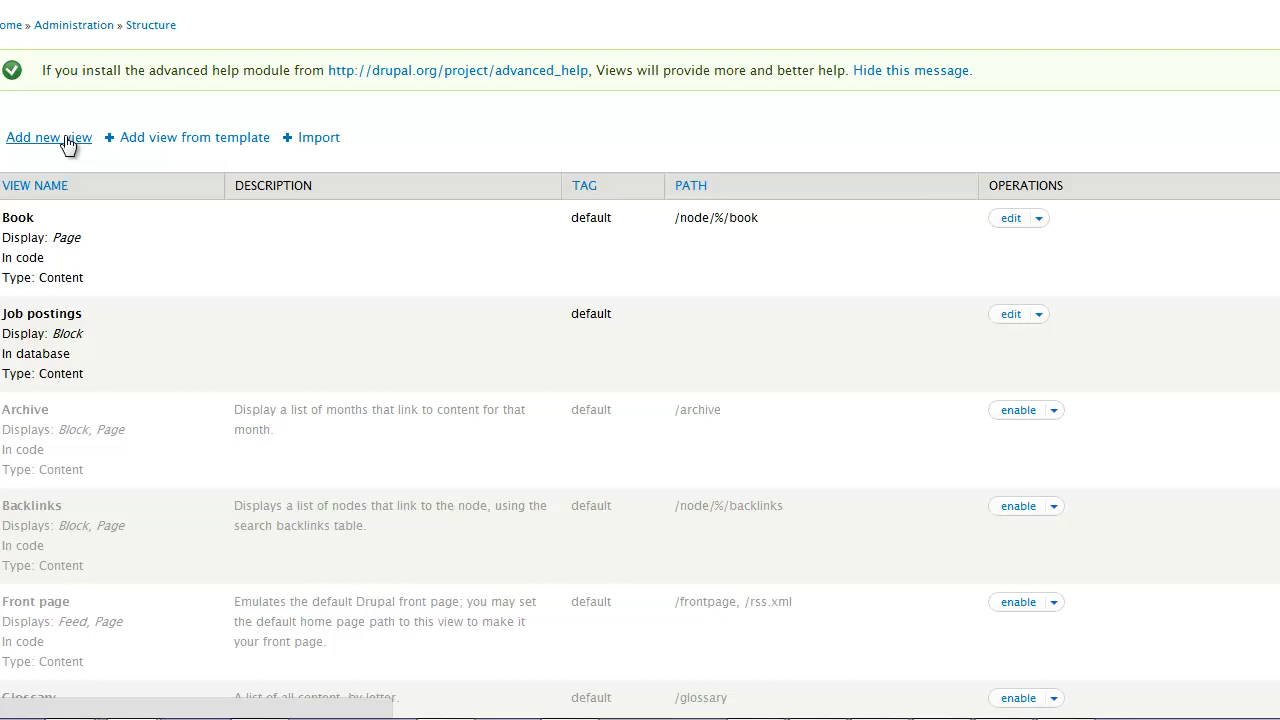 ome » Administration » Structure
If you install the advanced help module from http://drupal.org/project/advanced_help, Views will provide more and better help. Hide this message.
Add new view Add view from template Import
VIEW NAME DESCRIPTION TAG PATH OPERATIONS
Book default /node/%/book edit
Display: Page
In code
Type: Content
Job postings default edit
Display: Block
In database
Type: Content
Archive Display a list of months that link to content for that default /archive enable
Displays: Block, Page month.
In code
Type: Content
Backlinks Displays a list of nodes that link to the node, using the default /node/%/backlinks enable
Displays: Block, Page search backlinks table.
In code
Type: Content
Front page Emulates the default Drupal front page; you may set default /frontpage, /rss.xml enable
Displays: Feed, Page the default home page path to this view to make it
In code your front page.
Type: Content
Glossary A list of all content, by letter. default /glossary enable